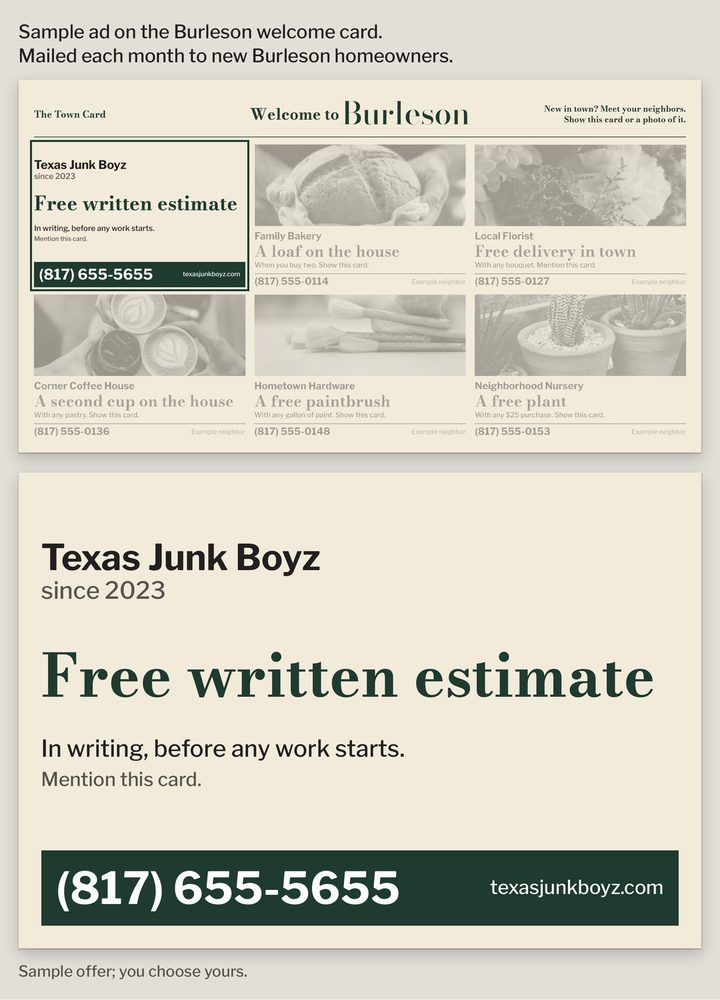 Sample ad on the Burleson welcome card.
Mailed each month to new Burleson homeowners.
The Town Card
Welcome to Burleson
New in town? Meet your neighbors.
Show this card or a photo of it.
Texas Junk Boyz
since 2023
Free written estimate
In writing, before any work starts.
Mention this card.
(817) 655-5655
texasjunkboyz.com
Family Bakery
A loaf on the house
When you buy two. Show this card.
(817) 555-0114
Example neighbor
Local Florist
Free delivery in town
With any bouquet. Mention this card.
(817) 555-0127
Example neighbor
Corner Coffee House
A second cup on the house
With any pastry. Show this card.
(817) 555-0136
Example neighbor
Hometown Hardware
A free paintbrush
With any gallon of paint. Show this card.
(817) 555-0148
Example neighbor
Neighborhood Nursery
A free plant
With any $25 purchase. Show this card.
(817) 555-0153
Example neighbor
Texas Junk Boyz
since 2023
Free written estimate
In writing, before any work starts.
Mention this card.
(817) 655-5655
texasjunkboyz.com
Sample offer; you choose yours.